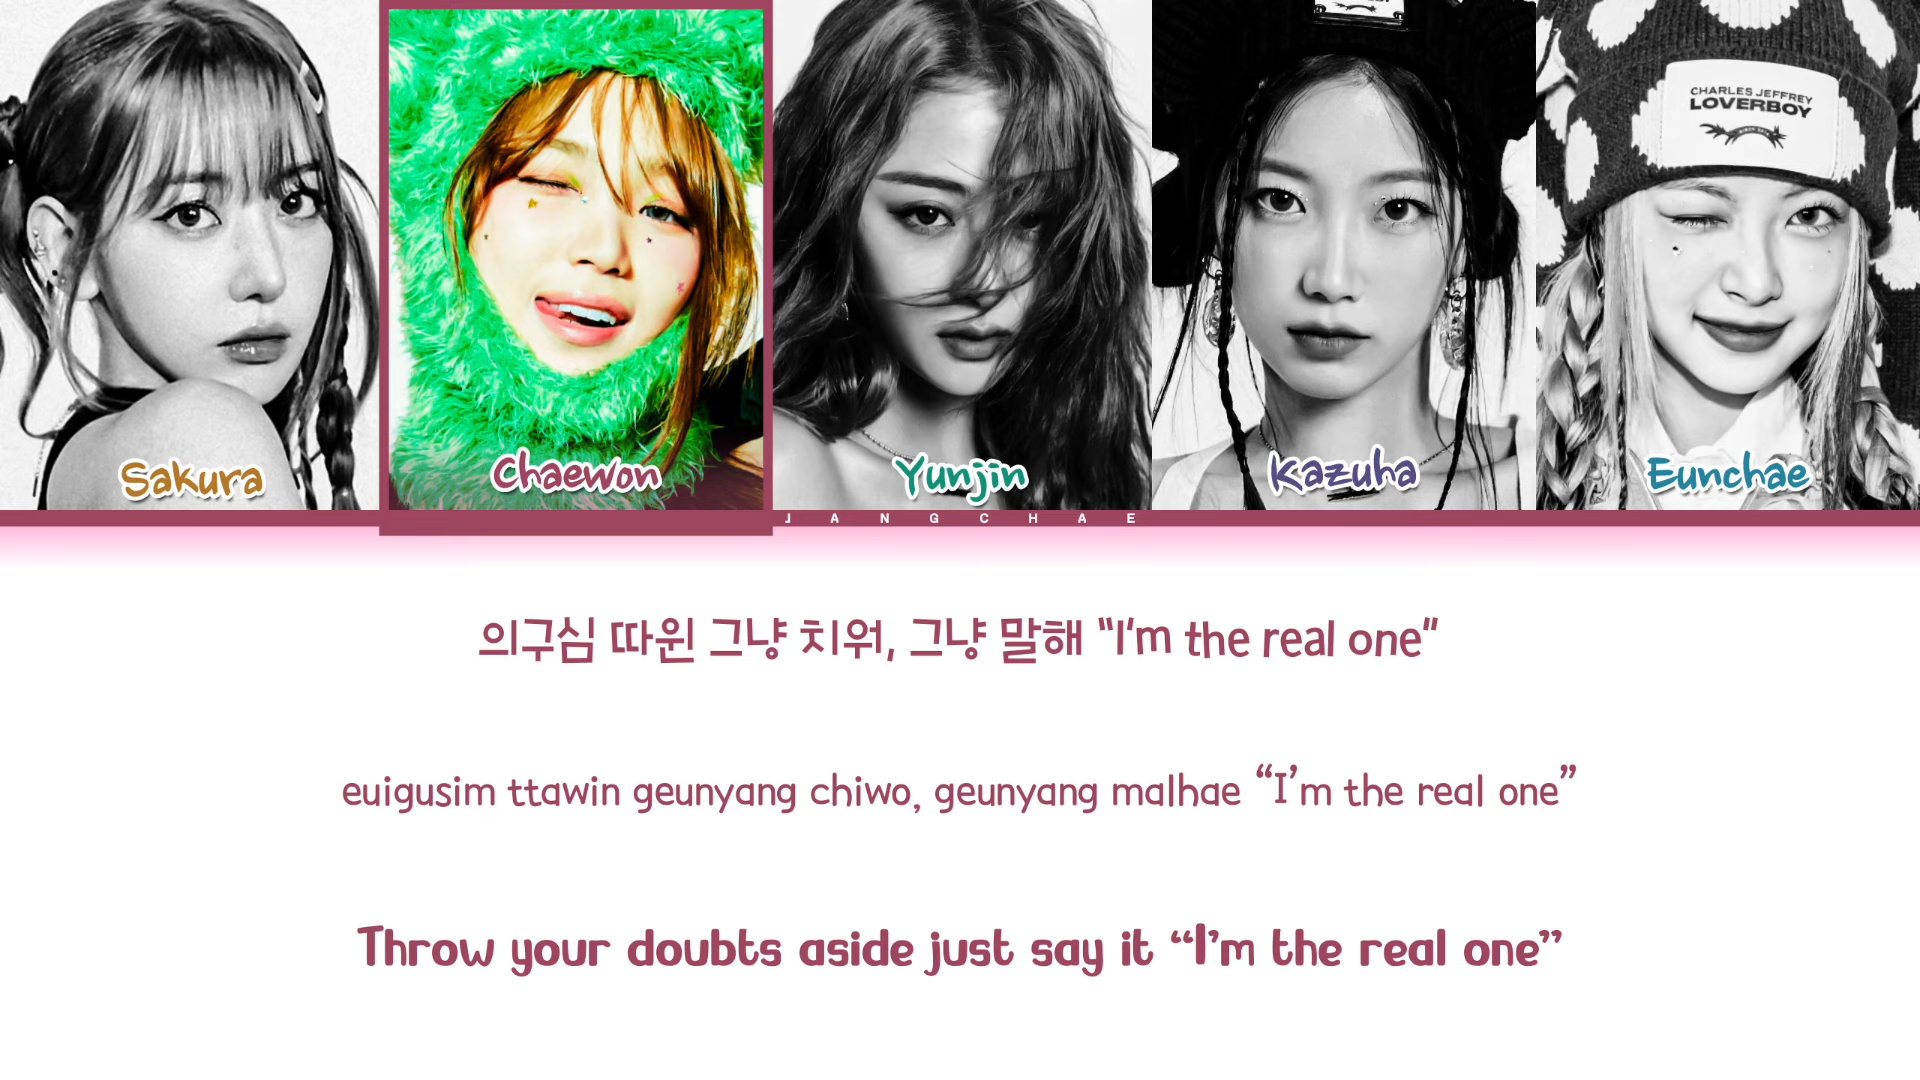 CHARLES JEFFREY
LOVERBOY
Sakura
Chaewon
Yunjin
Kazuha
Eunchae
JANGCHAE
의구심 따윈 그냥 치워, 그냥 말해 "I'm the real one"
euigusim ttawin geunyang chiwo, geunyang malhae “I’m the real one”
Throw your doubts aside just say it “I’m the real one”